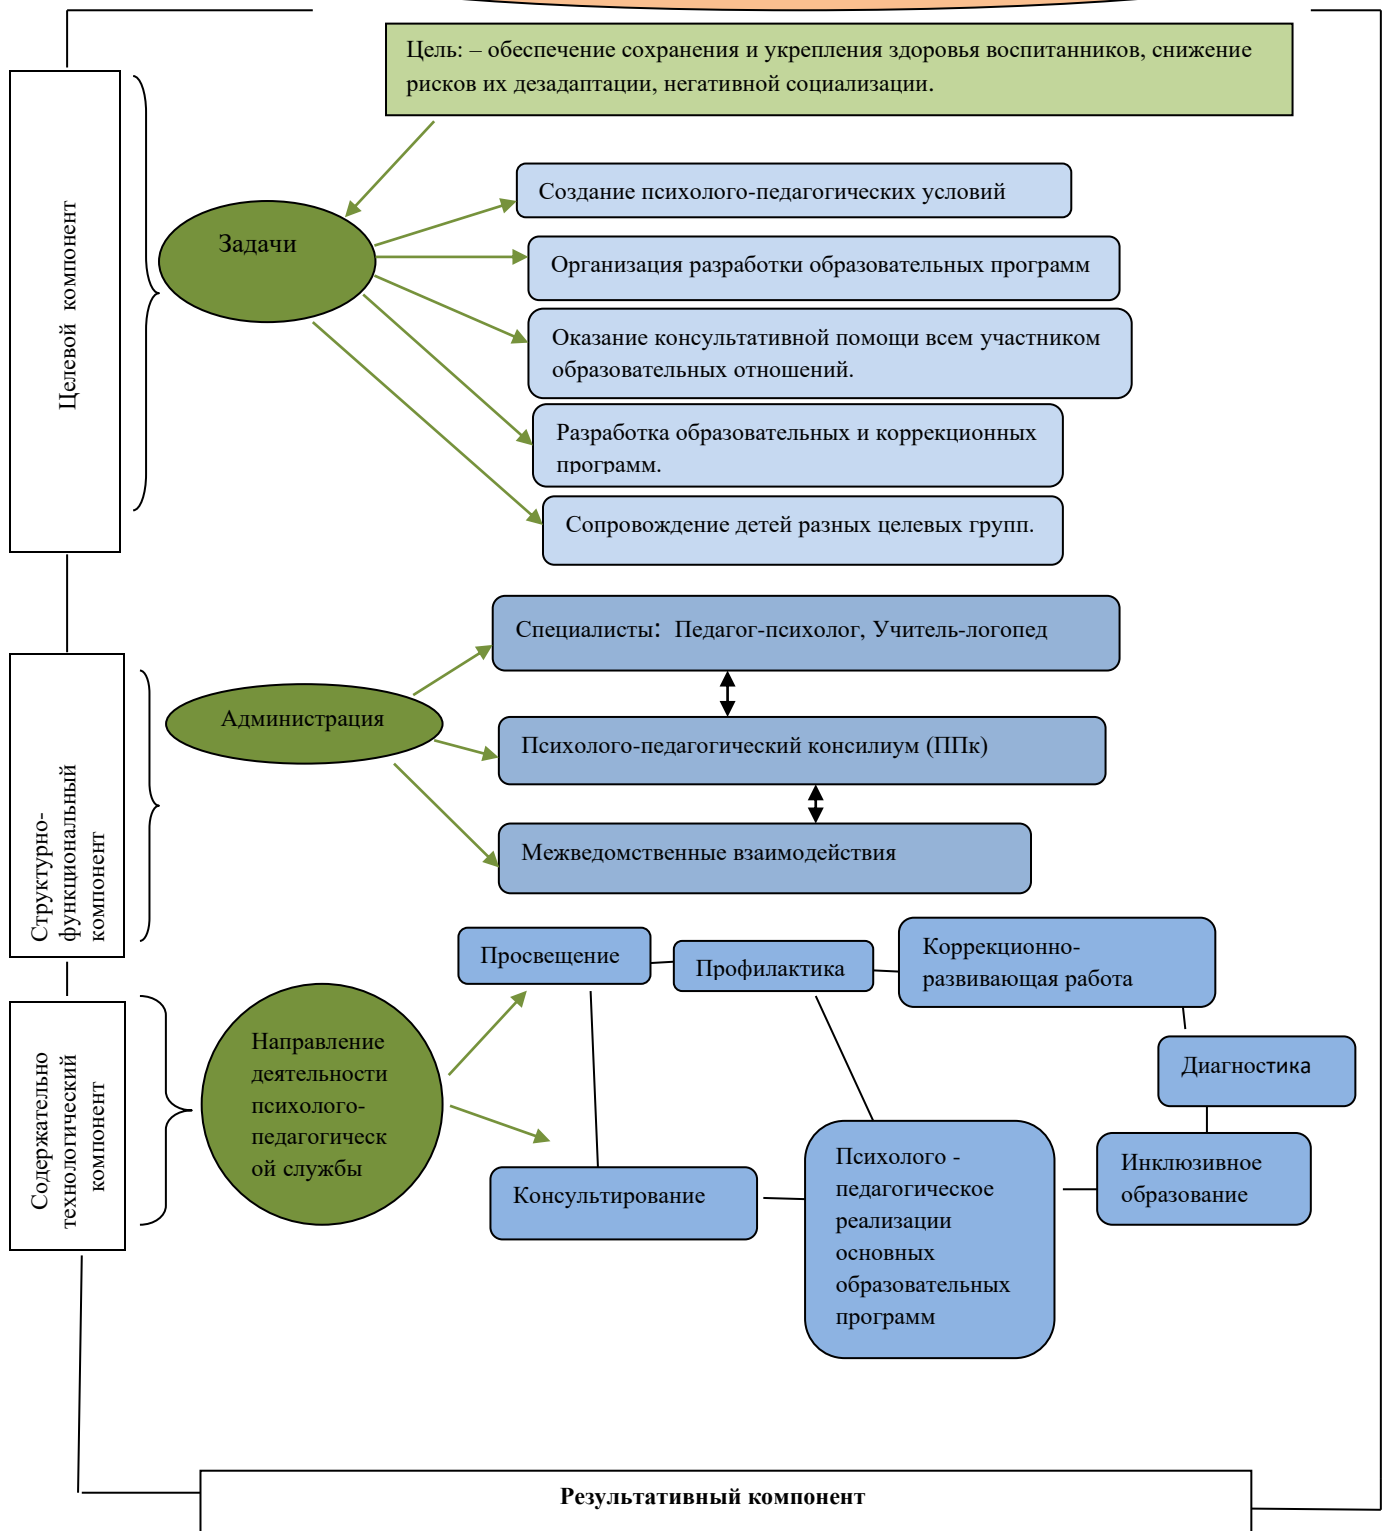 Цель: – обеспечение сохранения и укрепления здоровья воспитанников, снижение
рисков их дезадаптации, негативной социализации.
Целевой компонент
Задачи
Создание психолого-педагогических условий
Организация разработки образовательных программ
Оказание консультативной помощи всем участником
образовательных отношений.
Разработка образовательных и коррекционных
программ.
Сопровождение детей разных целевых групп.
Структурно-
функциональный
компонент
Администрация
Специалисты: Педагог-психолог, Учитель-логопед
Психолого-педагогический консилиум (ППк)
Межведомственные взаимодействия
Содержательно
технологический
компонент
Направление
деятельности
психолого-
педагогическ
ой службы
Просвещение
Профилактика
Коррекционно-
развивающая работа
Диагностика
Консультирование
Психолого -
педагогическое
реализации
основных
образовательных
программ
Инклюзивное
образование
Результативный компонент